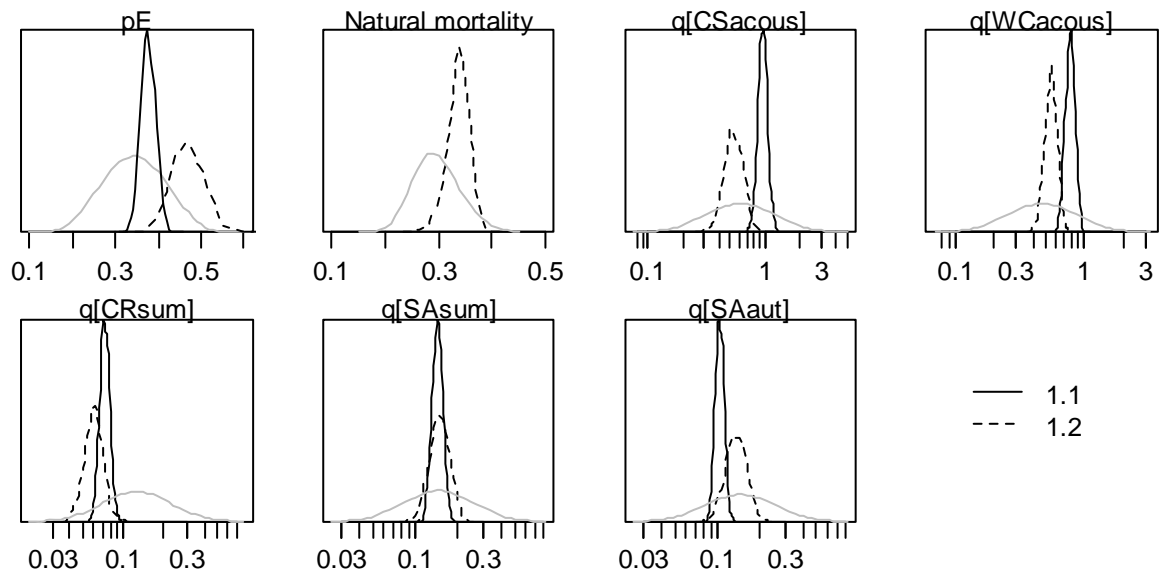 pE
Natural mortality
q[CSacous]
q[WCacous]
0.1 0.3 0.5
0.1 0.3 0.5
0.1 1 3
0.1 0.3 1 3
q[CRsum]
q[SAsum]
q[SAaut]
1.1
1.2
0.03 0.1 0.3
0.03 0.1 0.3
0.03 0.1 0.3